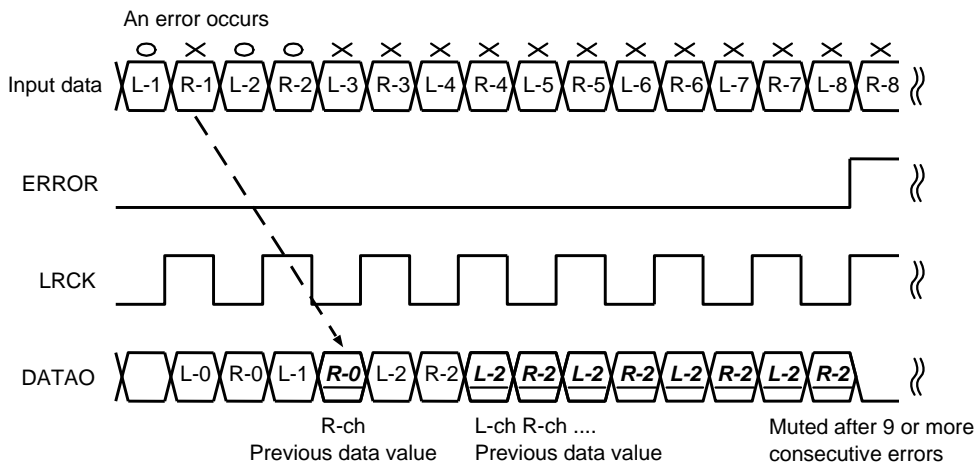 An error occurs
O X O O X X X X X X X X X X X X
Input data L-1 R-1 L-2 R-2 L-3 R-3 L-4 R-4 L-5 R-5 L-6 R-6 L-7 R-7 L-8 R-8
ERROR
LRCK
DATAO L-0 R-0 L-1 R-0 L-2 R-2 L-2 R-2 L-2 R-2 L-2 R-2 L-2 R-2
R-ch L-ch R-ch .... Muted after 9 or more
Previous data value Previous data value consecutive errors